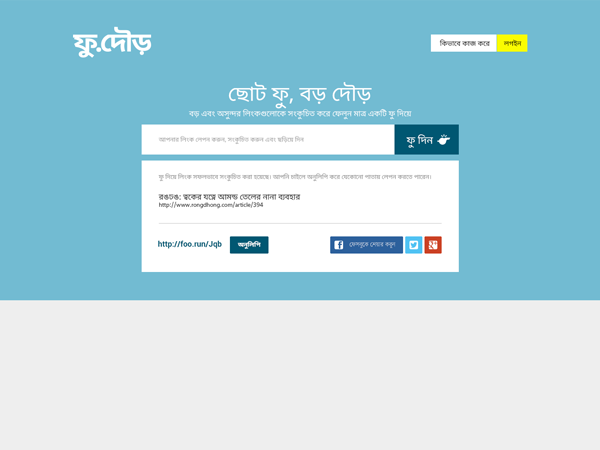 ফু.দৌড়
কিভাবে কাজ করে
লগইন
ছোট ফু, বড় দৌড়
বড় এবং অসুন্দর লিংকগুলোকে সংকুচিত করে ফেলুন মাত্র একটি ফু দিয়ে
আপনার লিংক লেপন করুন, সংকুচিত করুন এবং ছড়িয়ে দিন
ফু দিন
ফু দিয়ে লিংক সফলভাবে সংকুচিত করা হয়েছে। আপনি চাইলে অনুলিপি করে যেকোনো পাতায় লেপন করতে পারেন।
রঙঢঙ: ত্বকের যত্নে আমন্ড তেলের নানা ব্যবহার
http://www.rongdhong.com/article/394
http://foo.run/Jqb
অনুলিপি
ফেসবুকে শেয়ার করুন